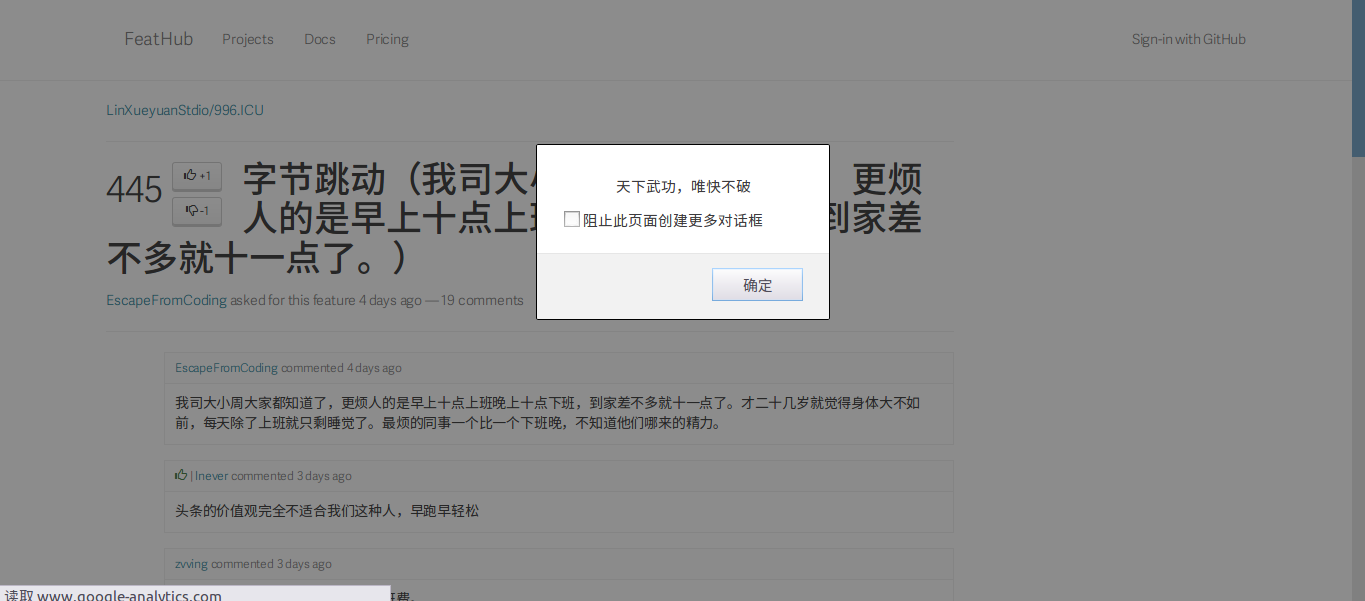 FeatHub Projects Docs Pricing Sign-in with GitHub
LinXueyuanStdio/996.ICU
445 +1 字节跳动（我司大小 更烦
-1 人的是早上十点上班 到家差
不多就十一点了。）
EscapeFromCoding asked for this feature 4 days ago — 19 comments
天下武功，唯快不破
阻止此页面创建更多对话框
确定
EscapeFromCoding commented 4 days ago
我司大小周大家都知道了，更烦人的是早上十点上班晚上十点下班，到家差不多就十一点了。才二十几岁就觉得身体大不如
前，每天除了上班就只剩睡觉了。最烦的同事一个比一个下班晚，不知道他们哪来的精力。
| lnever commented 3 days ago
头条的价值观完全不适合我们这种人，早跑早轻松
zvving commented 3 days ago
读取 www.google-analytics.com